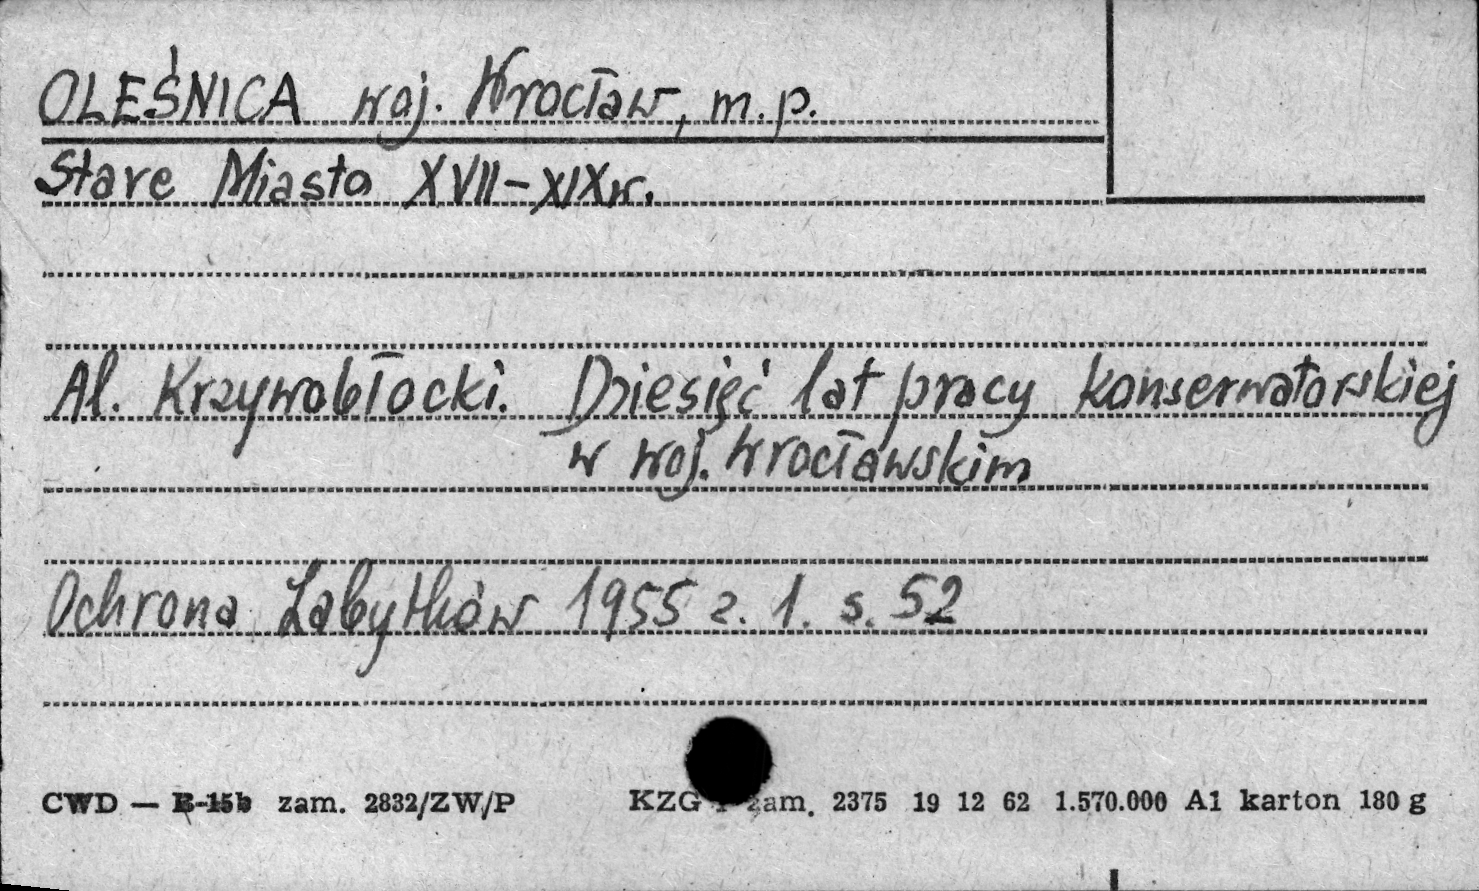 OLEŚNICA woj. Wrocław, m.p.
Stare Miasto XVII-XIXw.
Al. Krzywobłocki. Dziesięć lat pracy konserwatorskiej
w woj. wrocławskim
Ochrona Zabytków 1955 z. 1. s. 52
CWD — B-15b zam. 2832/ZW/P KZG zam. 2375 19 12 62 1.570.000 A1 karton 180 g